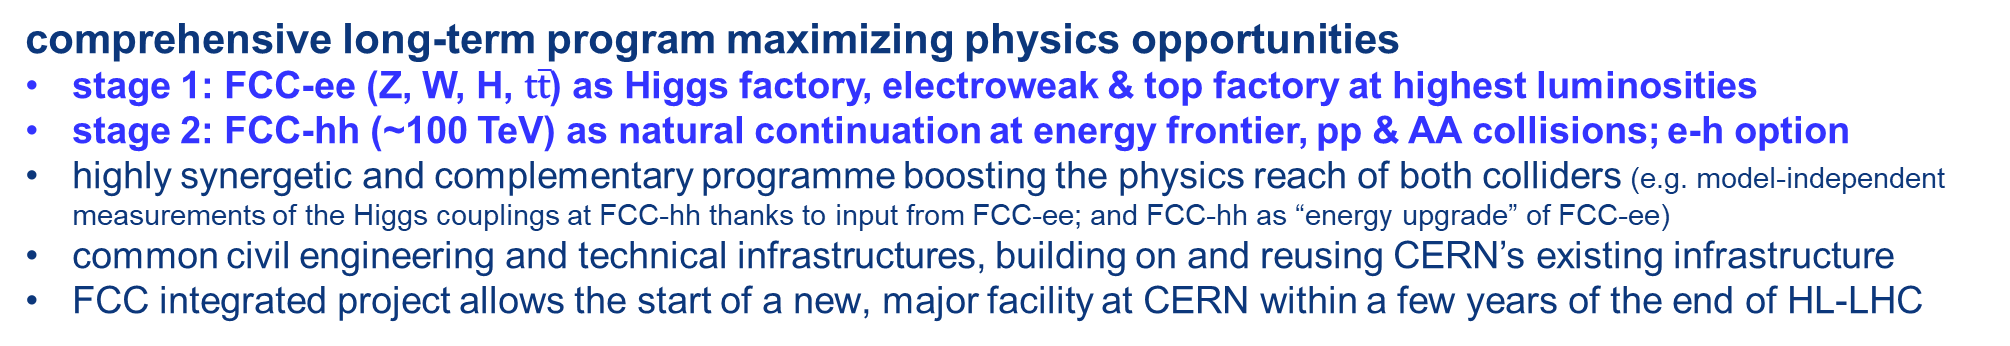 comprehensive long-term program maximizing physics opportunities
• stage 1: FCC-ee (Z, W, H, tt̅) as Higgs factory, electroweak & top factory at highest luminosities
• stage 2: FCC-hh (~100 TeV) as natural continuation at energy frontier, pp & AA collisions; e-h option
• highly synergetic and complementary programme boosting the physics reach of both colliders (e.g. model-independent
measurements of the Higgs couplings at FCC-hh thanks to input from FCC-ee; and FCC-hh as “energy upgrade” of FCC-ee)
• common civil engineering and technical infrastructures, building on and reusing CERN’s existing infrastructure
• FCC integrated project allows the start of a new, major facility at CERN within a few years of the end of HL-LHC